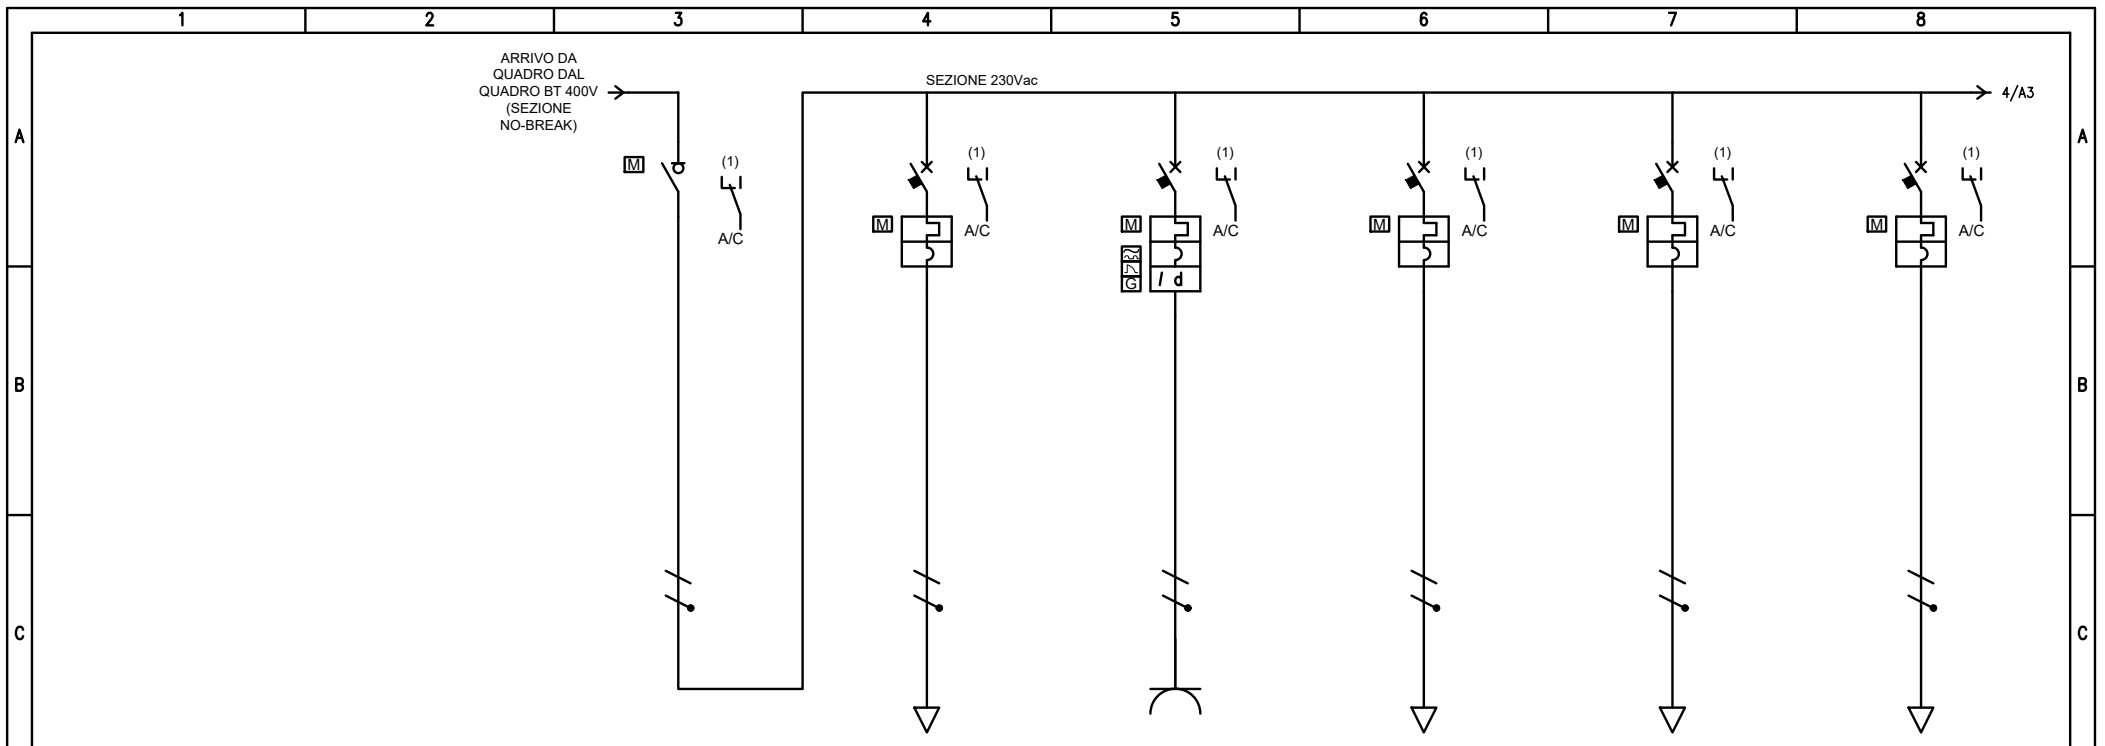 1 2 3 4 5 6 7 8
ARRIVO DA
QUADRO DAL
QUADRO BT 400V
(SEZIONE
NO-BREAK)
SEZIONE 230Vac
4/A3
A A
M (1) (1) (1) (1) (1) (1)
A/C
M A/C M A/C M A/C M A/C M A/C
G I d
B B
C C